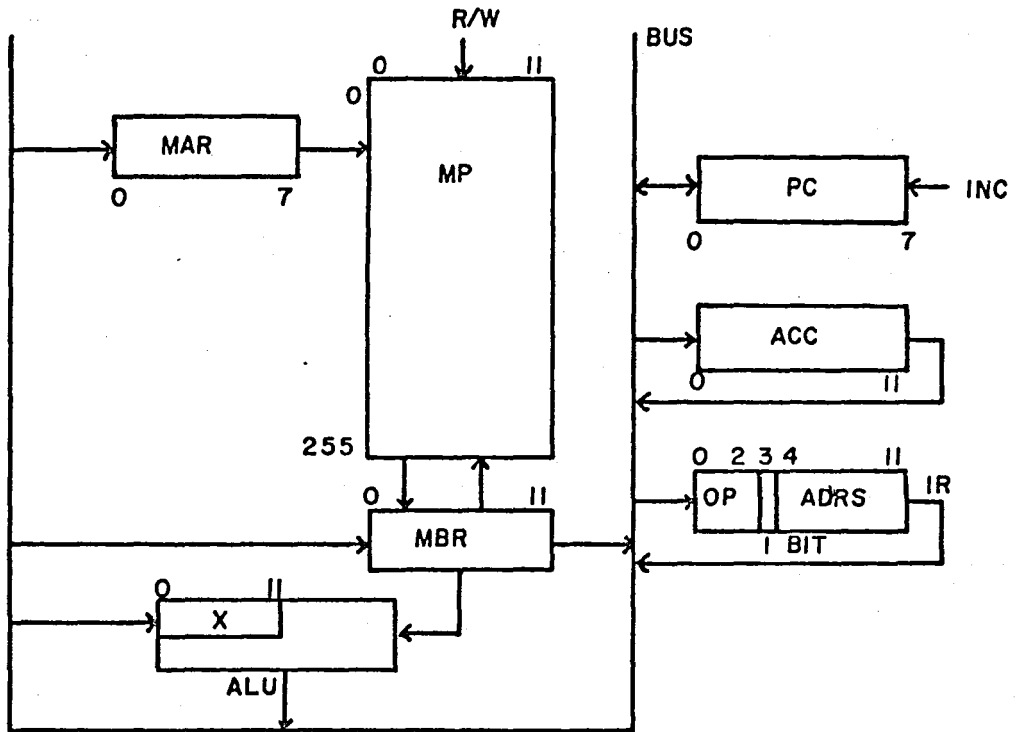 R/W
BUS
0 11
0
MAR
MP
0 7
PC
INC
0 7
ACC
0 11
255
0 2 3 4 11
OP ADRS
IR
1 BIT
0 11
MBR
0 11
X
ALU